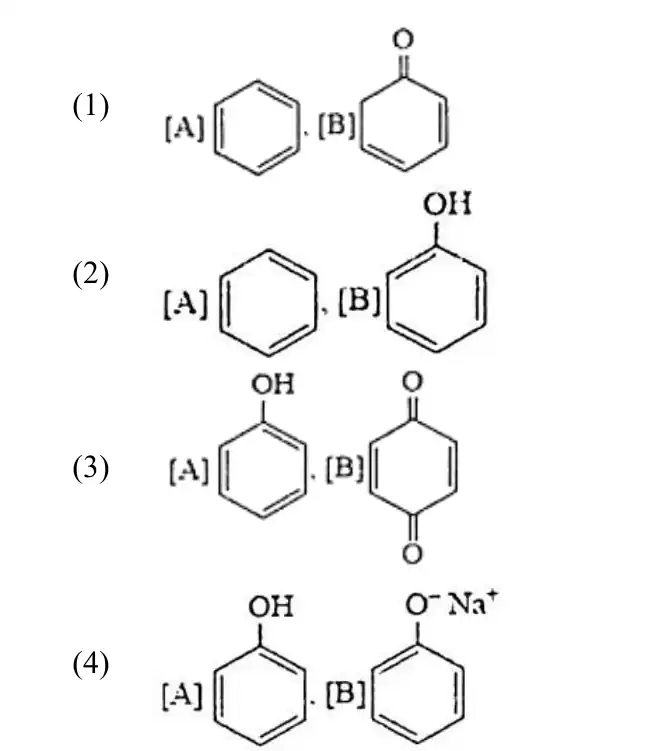 O
(1) [A] , [B]
OH
(2) [A] , [B]
OH O
(3) [A] , [B]
O
OH O⁻ Na⁺
(4) [A] , [B]